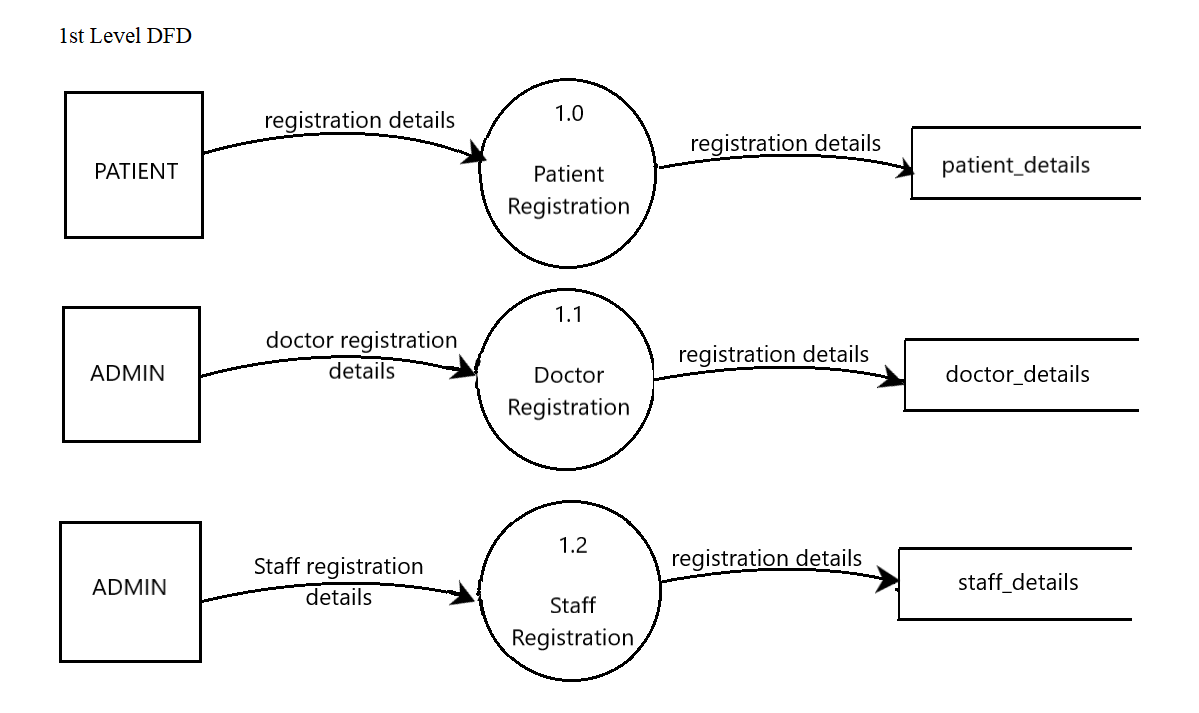 1st Level DFD
PATIENT
registration details
1.0
Patient
Registration
registration details
patient_details
ADMIN
doctor registration
details
1.1
Doctor
Registration
registration details
doctor_details
ADMIN
Staff registration
details
1.2
Staff
Registration
registration details
staff_details